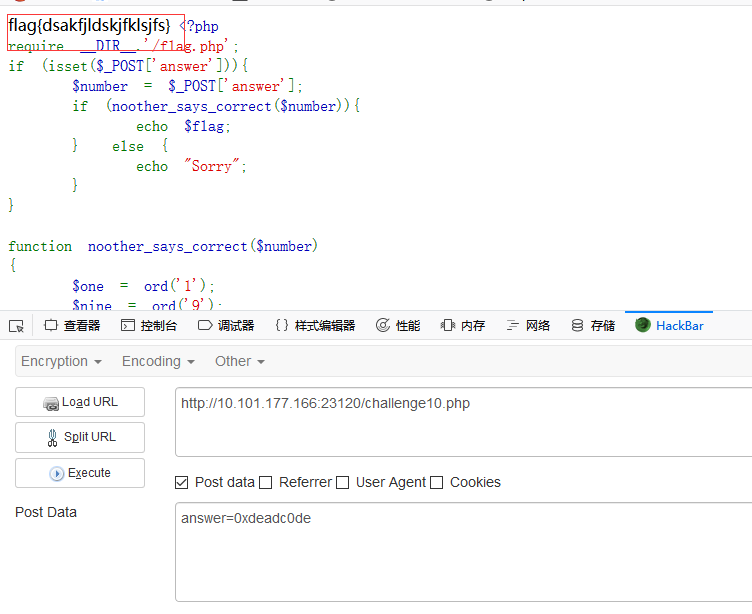 flag{dsakfjldskjfklsjfs} <?php
require __DIR__.'/flag.php';
if (isset($_POST['answer'])){
$number = $_POST['answer'];
if (noother_says_correct($number)){
echo $flag;
} else {
echo "Sorry";
}
}
function noother_says_correct($number)
{
$one = ord('1');
$nine = ord('9');
查看器 控制台 调试器 {} 样式编辑器 性能 内存 网络 存储 HackBar
Encryption Encoding Other
Load URL http://10.101.177.166:23120/challenge10.php
Split URL
Execute
Post data Referrer User Agent Cookies
Post Data answer=0xdeadc0de